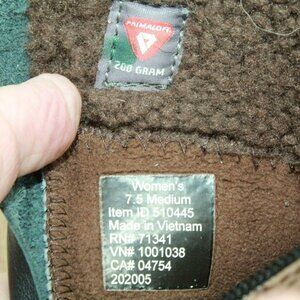 PRIMALOFT
200 GRAM
Women's
7.5 Medium
Item ID 510445
Made in Vietnam
RN# 71341
VN# 1001038
CA# 04754
202005